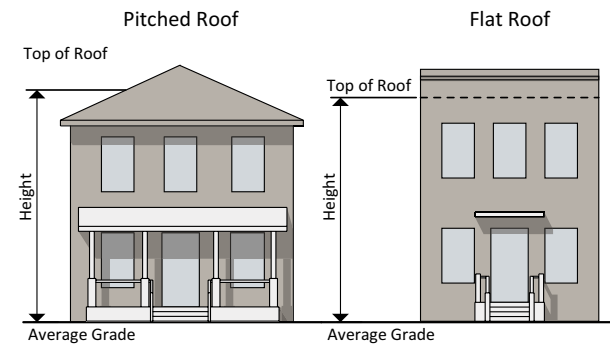 Pitched Roof
Flat Roof
Top of Roof
Top of Roof
Height
Height
Average Grade
Average Grade